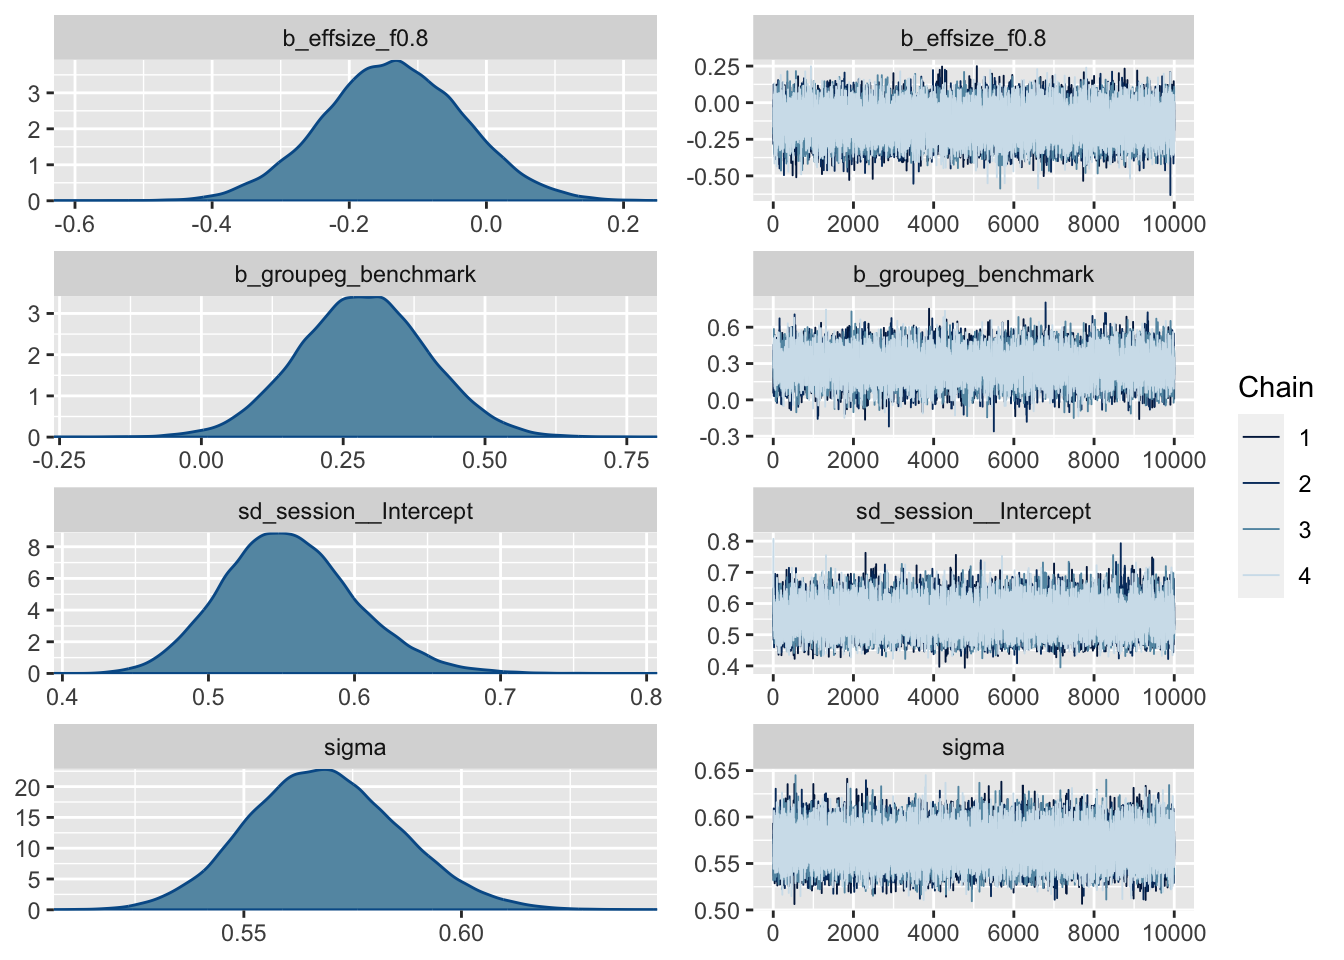 b_effsize_f0.8
3
2
1
0
-0.6 -0.4 -0.2 0.0 0.2
b_effsize_f0.8
0.25
0.00
-0.25
-0.50
0 2000 4000 6000 8000 10000
b_groupeg_benchmark
3
2
1
0
-0.25 0.00 0.25 0.50 0.75
b_groupeg_benchmark
0.6
0.3
0.0
-0.3
0 2000 4000 6000 8000 10000
sd_session__Intercept
8
6
4
2
0
0.4 0.5 0.6 0.7 0.8
sd_session__Intercept
0.8
0.7
0.6
0.5
0.4
0 2000 4000 6000 8000 10000
sigma
20
15
10
5
0
0.55 0.60
sigma
0.65
0.60
0.55
0.50
0 2000 4000 6000 8000 10000
Chain
1
2
3
4